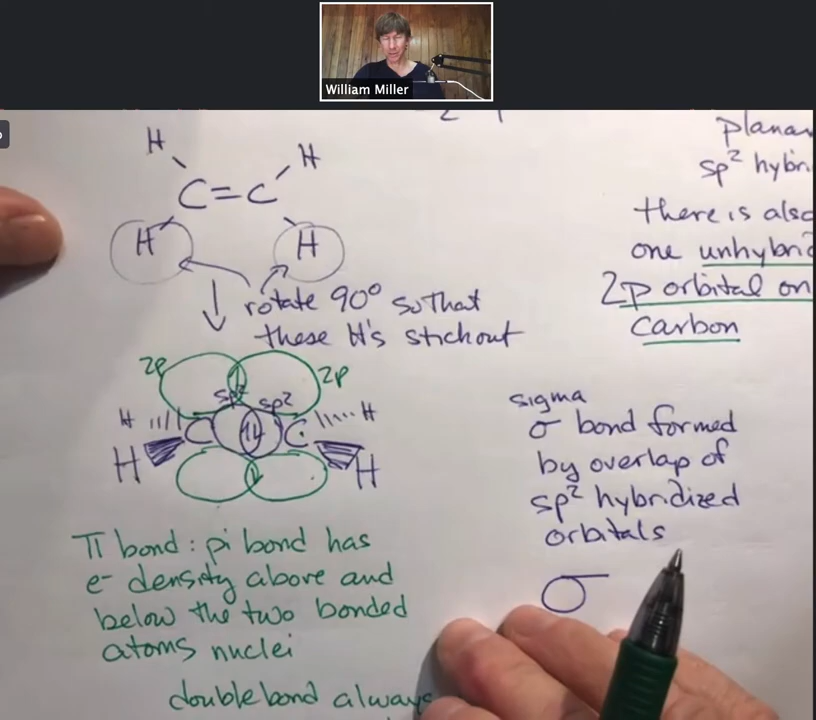 William Miller
H
H
C=C
H
H
rotate 90° so that
these H's stick out
2p
2p
sp²
sp²
H
C
1L
C
H
H
H
π bond : pi bond has
e- density above and
below the two bonded
atoms nuclei
double bond always
planar
sp² hybri
there is also
one unhybrid
2p orbital on
carbon
sigma
σ bond formed
by overlap of
sp² hybridized
orbitals
σ